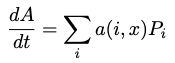 dA/dt = ∑_i a(i,x)P_i